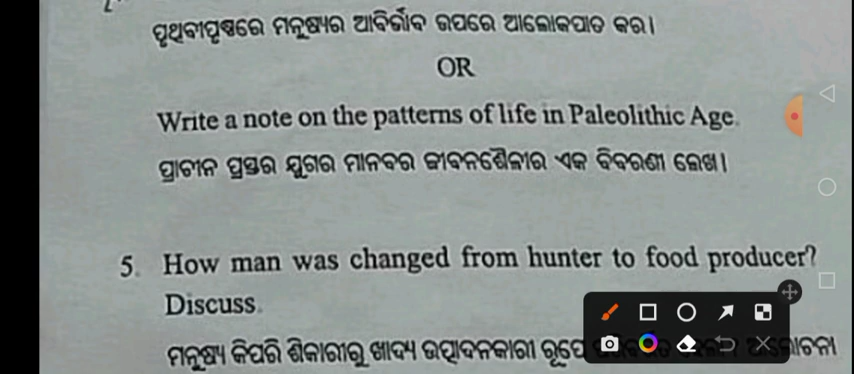 ପୃଥିବୀପୃଷ୍ଠରେ ମନୁଷ୍ୟର ଆବିର୍ଭାବ ଉପରେ ଆଲୋକପାତ କର।
OR
Write a note on the patterns of life in Paleolithic Age.
ପ୍ରାଚୀନ ପ୍ରସ୍ତର ଯୁଗର ମାନବର ଜୀବନଶୈଳୀର ଏକ ବିବରଣୀ ଲେଖ।
5. How man was changed from hunter to food producer?
Discuss.
ମନୁଷ୍ୟ କିପରି ଶିକାରୀରୁ ଖାଦ୍ୟ ଉତ୍ପାଦନକାରୀ ରୂପେ